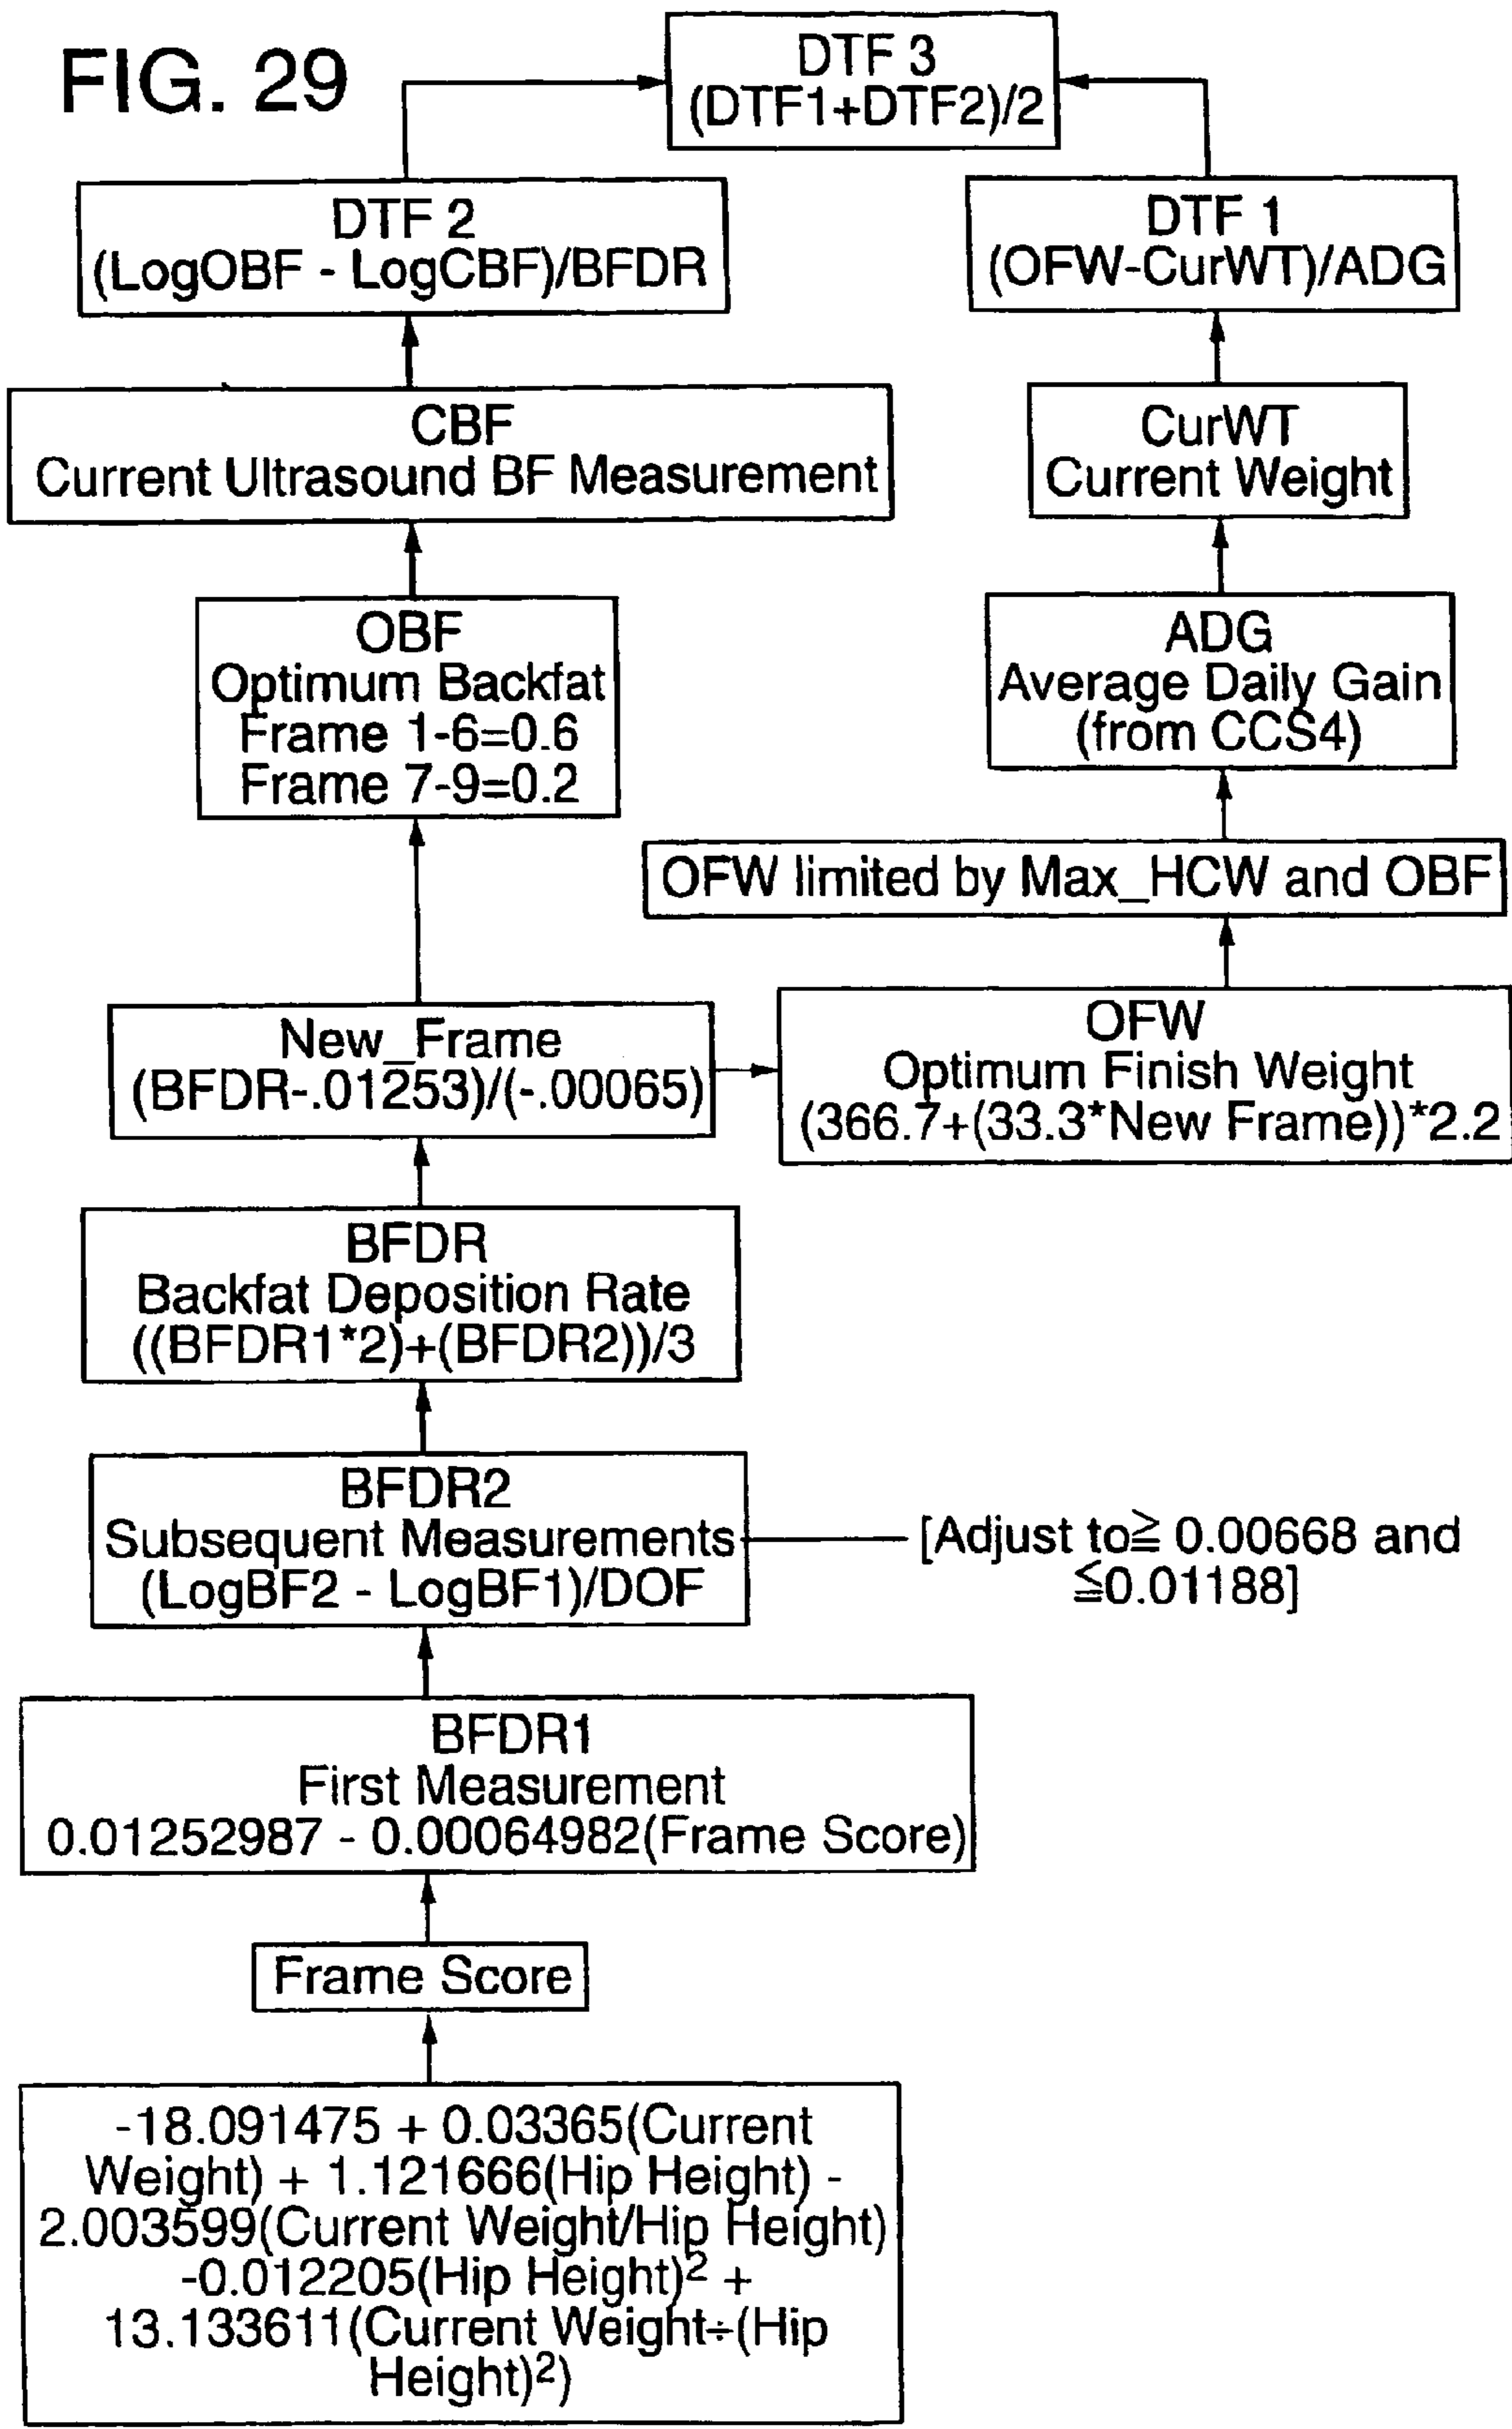 FIG. 29
DTF 3
(DTF1+DTF2)/2
DTF 2
(LogOBF - LogCBF)/BFDR
DTF 1
(OFW-CurWT)/ADG
CBF
Current Ultrasound BF Measurement
CurWT
Current Weight
OBF
Optimum Backfat
Frame 1-6=0.6
Frame 7-9=0.2
ADG
Average Daily Gain
(from CCS4)
OFW limited by Max_HCW and OBF
New_Frame
(BFDR-.01253)/(-.00065)
OFW
Optimum Finish Weight
(366.7+(33.3*New Frame))*2.2
BFDR
Backfat Deposition Rate
((BFDR1*2)+(BFDR2))/3
BFDR2
Subsequent Measurements
(LogBF2 - LogBF1)/DOF
[Adjust to≧ 0.00668 and
≦0.01188]
BFDR1
First Measurement
0.01252987 - 0.00064982(Frame Score)
Frame Score
-18.091475 + 0.03365(Current
Weight) + 1.121666(Hip Height) -
2.003599(Current Weight/Hip Height)
-0.012205(Hip Height)² +
13.133611(Current Weight÷(Hip
Height)²)